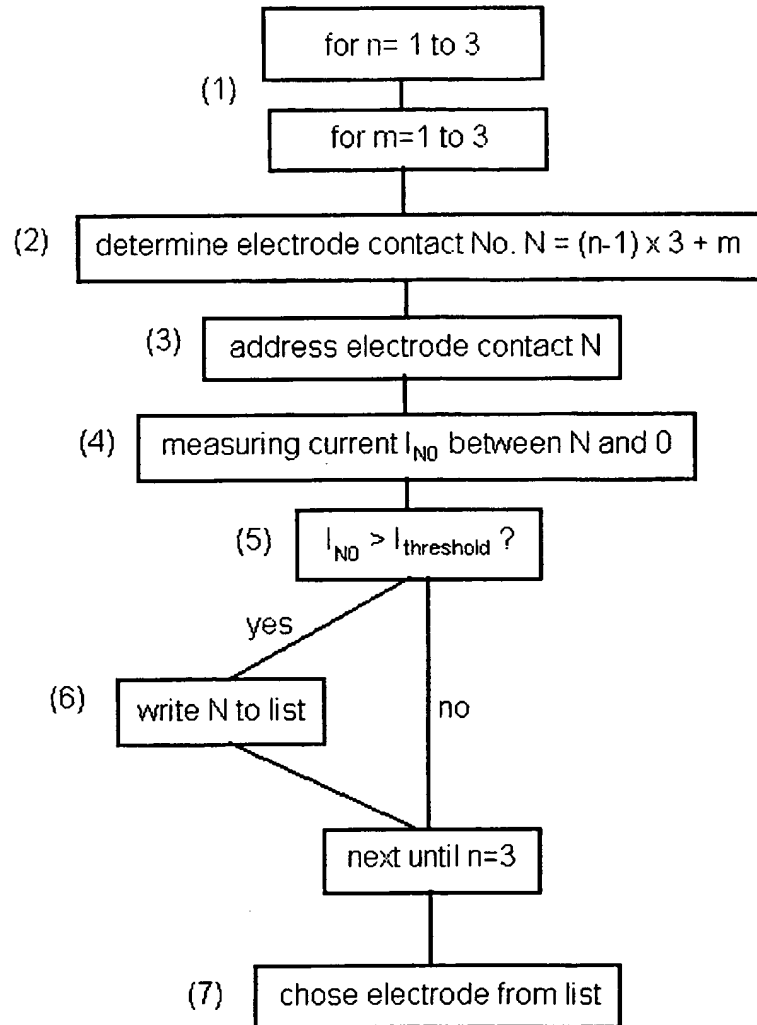 for n= 1 to 3
(1)
for m=1 to 3
(2) determine electrode contact No. N = (n-1) x 3 + m
(3) address electrode contact N
(4) measuring current I_N0 between N and 0
(5) I_N0 > I_threshold ?
yes
(6) write N to list
no
next until n=3
(7) chose electrode from list